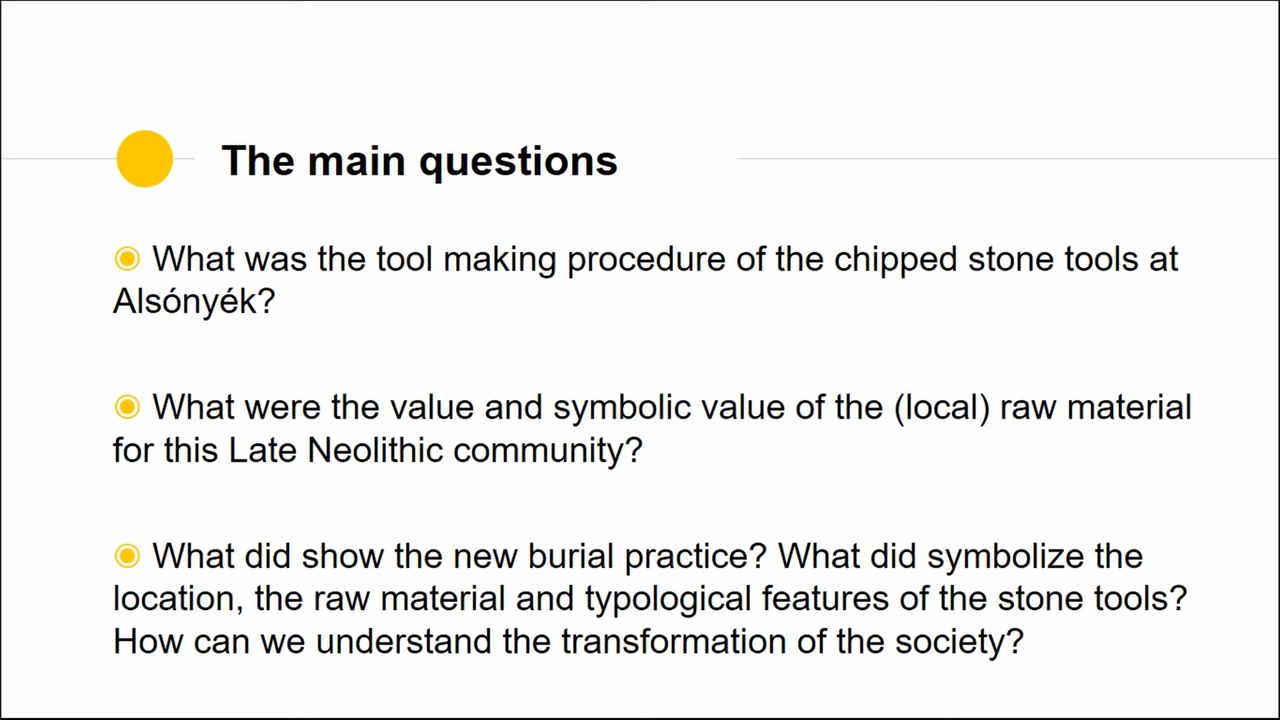 The main questions
What was the tool making procedure of the chipped stone tools at
Alsónyék?
What were the value and symbolic value of the (local) raw material
for this Late Neolithic community?
What did show the new burial practice? What did symbolize the
location, the raw material and typological features of the stone tools?
How can we understand the transformation of the society?